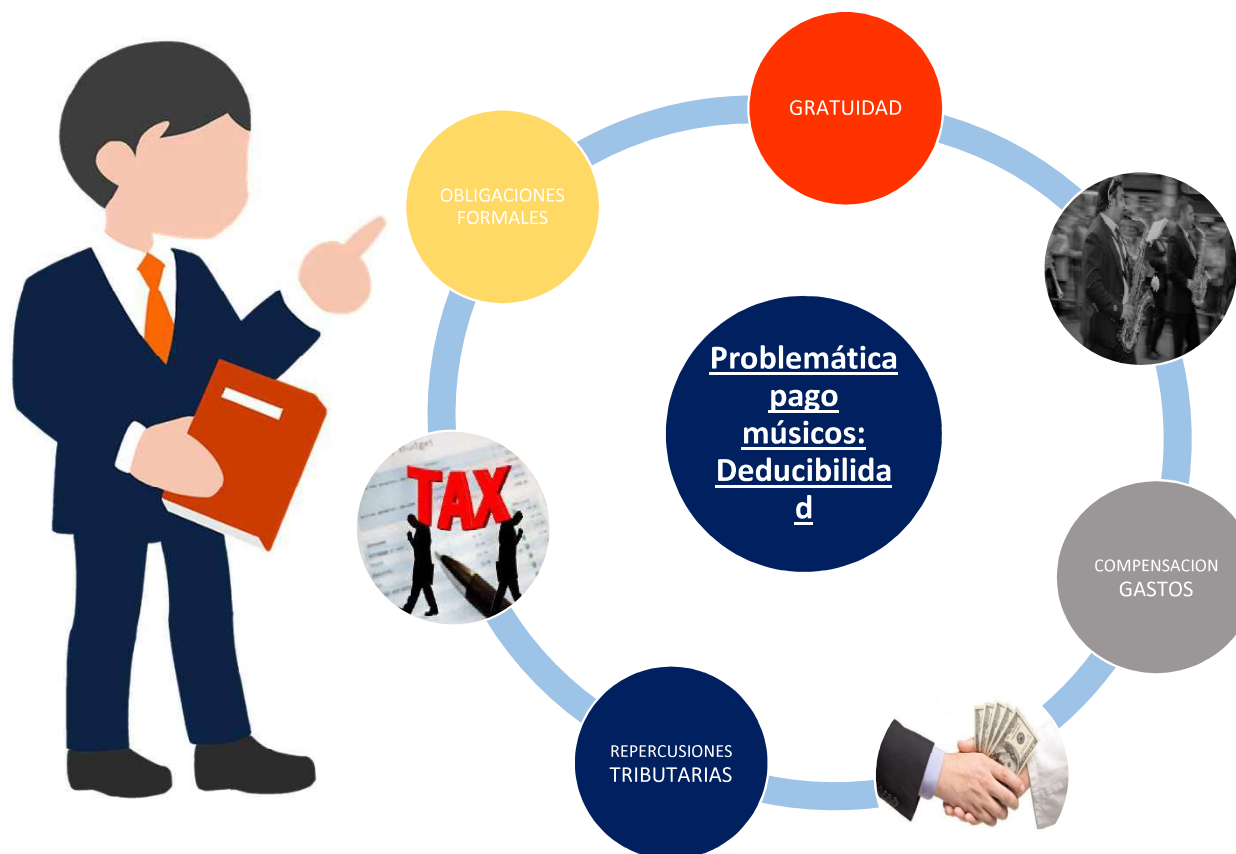 GRATUIDAD
OBLIGACIONES
FORMALES
Problemática
pago
músicos:
Deducibilida
d
TAX
COMPENSACION
GASTOS
REPERCUSIONES
TRIBUTARIAS